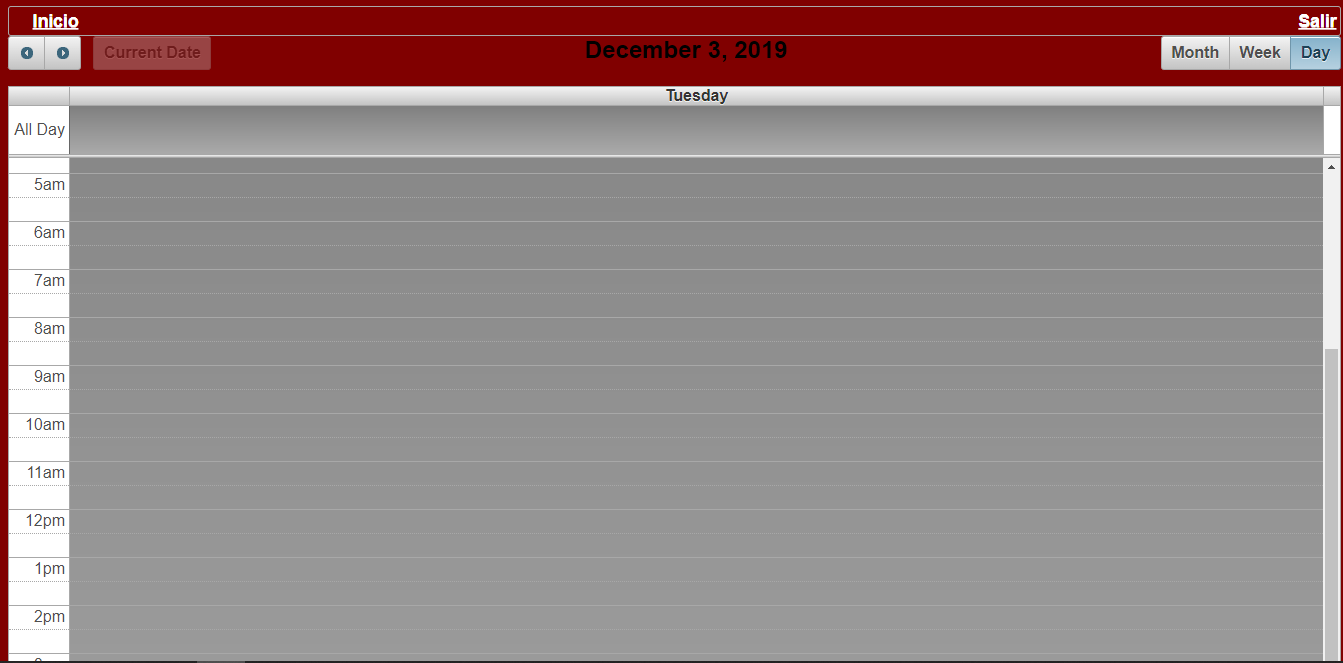 Inicio Salir
Current Date December 3, 2019 Month Week Day
Tuesday
All Day
5am
6am
7am
8am
9am
10am
11am
12pm
1pm
2pm